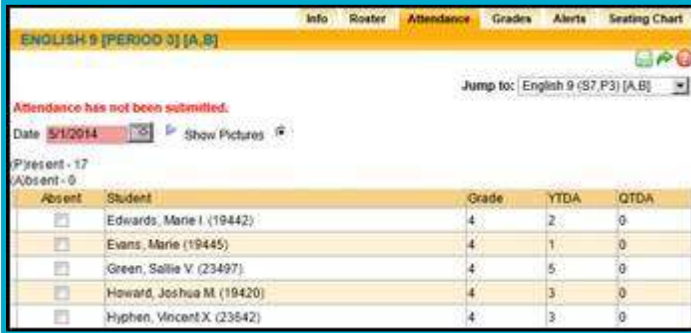 Info Roster Attendance Grades Alerts Seating Chart
ENGLISH 9 [PERIOD 3] [A,B]
Jump to: English 9 (S7,P3) [A,B]
Attendance has not been submitted.
Date 5/1/2014 Show Pictures
(P)resent - 17
(A)bsent - 0
Absent Student Grade YTDA QTDA
Edwards, Marie I. (19442) 4 2 0
Evans, Marie (19445) 4 1 0
Green, Sallie V. (23497) 4 5 0
Howard, Joshua M. (19420) 4 3 0
Hyphen, Vincent X. (23642) 4 3 0